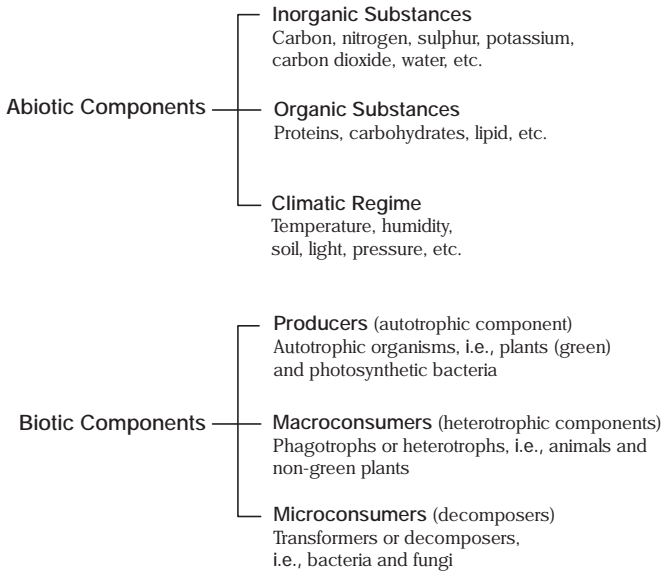 Inorganic Substances
Carbon, nitrogen, sulphur, potassium,
carbon dioxide, water, etc.
Abiotic Components
Organic Substances
Proteins, carbohydrates, lipid, etc.
Climatic Regime
Temperature, humidity,
soil, light, pressure, etc.
Producers (autotrophic component)
Autotrophic organisms, i.e., plants (green)
and photosynthetic bacteria
Biotic Components
Macroconsumers (heterotrophic components)
Phagotrophs or heterotrophs, i.e., animals and
non-green plants
Microconsumers (decomposers)
Transformers or decomposers,
i.e., bacteria and fungi